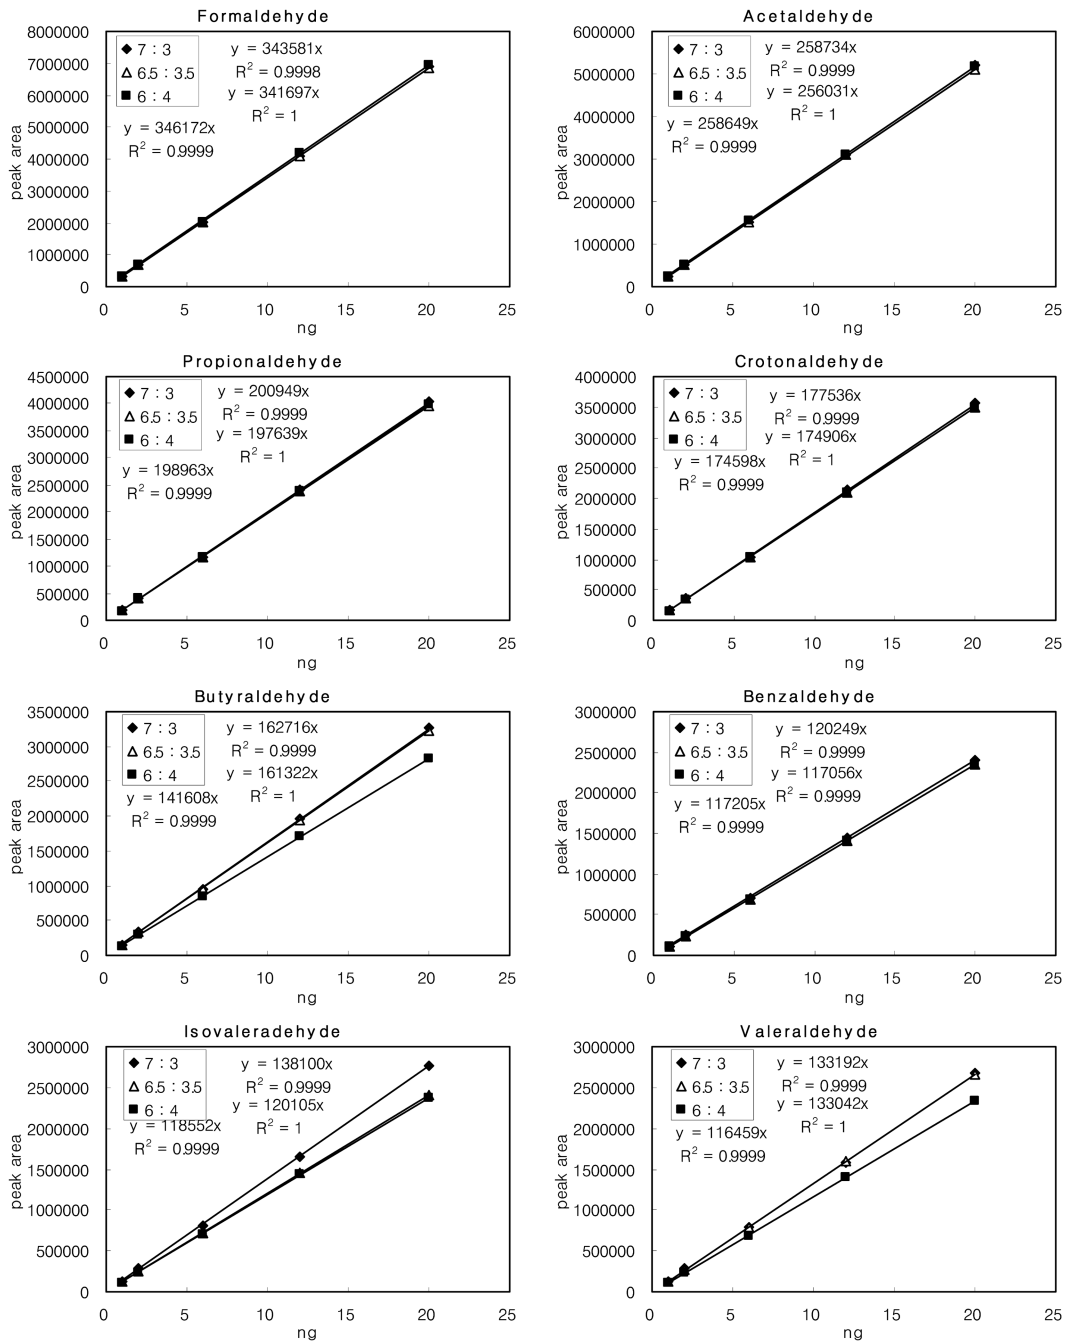 Formaldehyde
8000000
7000000
6000000
5000000
4000000
3000000
2000000
1000000
0
peak area
7 : 3
6.5 : 3.5
6 : 4
y = 343581x
R² = 0.9998
y = 341697x
R² = 1
y = 346172x
R² = 0.9999
0 5 10 15 20 25
ng
Acetaldehyde
6000000
5000000
4000000
3000000
2000000
1000000
0
peak area
7 : 3
6.5 : 3.5
6 : 4
y = 258734x
R² = 0.9999
y = 256031x
R² = 1
y = 258649x
R² = 0.9999
0 5 10 15 20 25
ng
Propionaldehyde
4500000
4000000
3500000
3000000
2500000
2000000
1500000
1000000
500000
0
peak area
7 : 3
6.5 : 3.5
6 : 4
y = 200949x
R² = 0.9999
y = 197639x
R² = 1
y = 198963x
R² = 0.9999
0 5 10 15 20 25
ng
Crotonaldehyde
4000000
3500000
3000000
2500000
2000000
1500000
1000000
500000
0
peak area
7 : 3
6.5 : 3.5
6 : 4
y = 177536x
R² = 0.9999
y = 174906x
R² = 1
y = 174598x
R² = 0.9999
0 5 10 15 20 25
ng
Butyraldehyde
3500000
3000000
2500000
2000000
1500000
1000000
500000
0
peak area
7 : 3
6.5 : 3.5
6 : 4
y = 162716x
R² = 0.9999
y = 161322x
R² = 1
y = 141608x
R² = 0.9999
0 5 10 15 20 25
ng
Benzaldehyde
3000000
2500000
2000000
1500000
1000000
500000
0
peak area
7 : 3
6.5 : 3.5
6 : 4
y = 120249x
R² = 0.9999
y = 117056x
R² = 0.9999
y = 117205x
R² = 0.9999
0 5 10 15 20 25
ng
Isovaleradehyde
3000000
2500000
2000000
1500000
1000000
500000
0
peak area
7 : 3
6.5 : 3.5
6 : 4
y = 138100x
R² = 0.9999
y = 120105x
R² = 1
y = 118552x
R² = 0.9999
0 5 10 15 20 25
ng
Valeraldehyde
3000000
2500000
2000000
1500000
1000000
500000
0
peak area
7 : 3
6.5 : 3.5
6 : 4
y = 133192x
R² = 0.9999
y = 133042x
R² = 1
y = 116459x
R² = 0.9999
0 5 10 15 20 25
ng